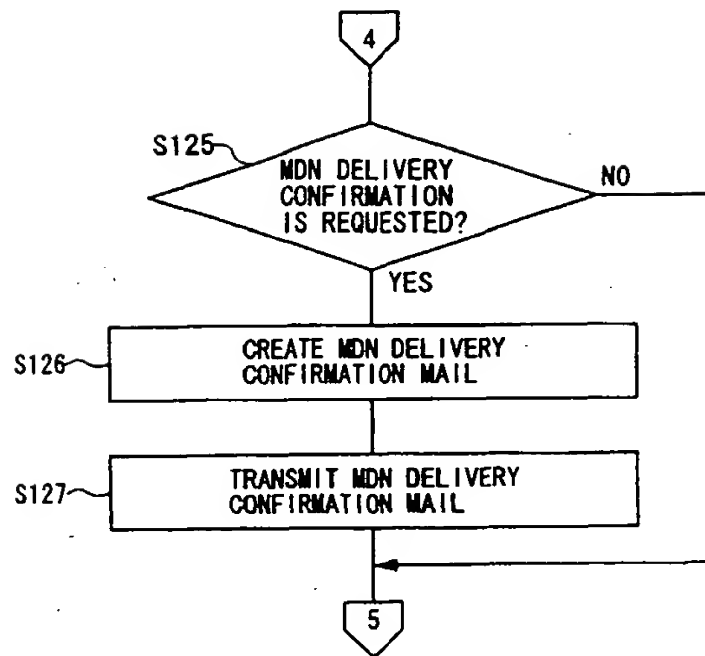 4
S125
MDN DELIVERY
CONFIRMATION
IS REQUESTED?
NO
YES
S126
CREATE MDN DELIVERY
CONFIRMATION MAIL
S127
TRANSMIT MDN DELIVERY
CONFIRMATION MAIL
5